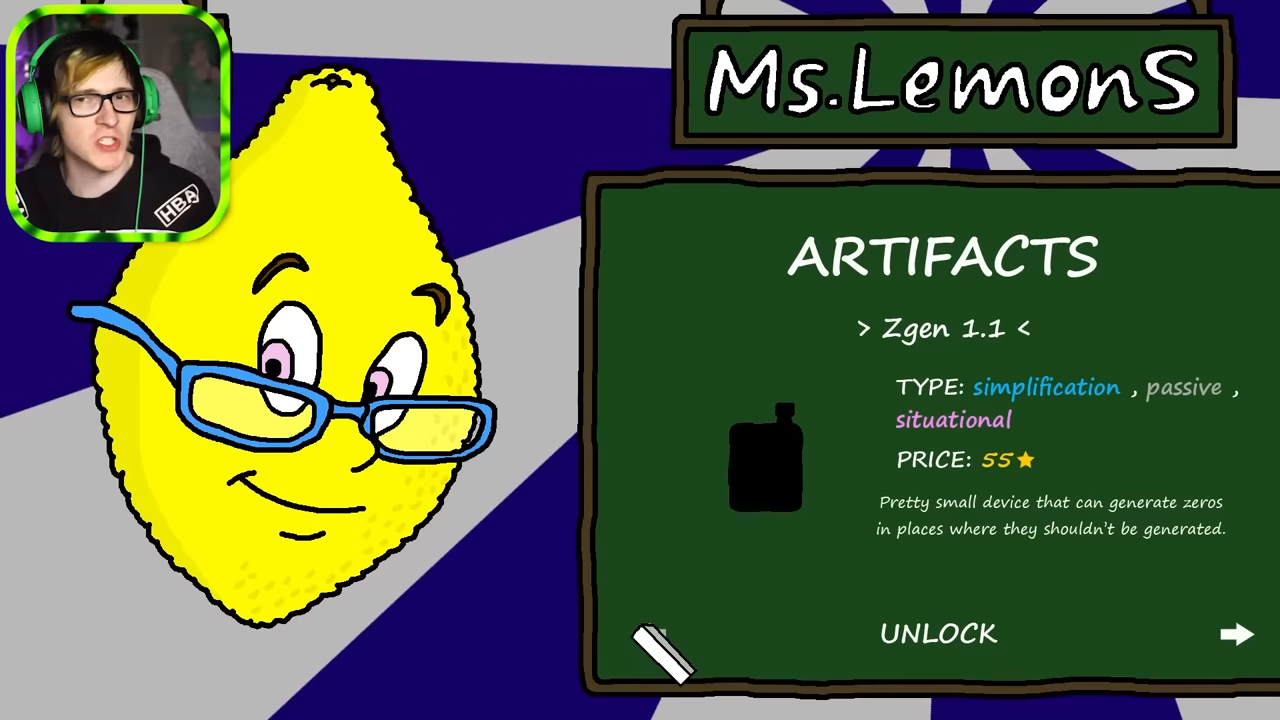 Ms.LemonS
HBA
ARTIFACTS
> Zgen 1.1 <
TYPE: simplification , passive ,
situational
PRICE: 55★
Pretty small device that can generate zeros
in places where they shouldn't be generated.
UNLOCK